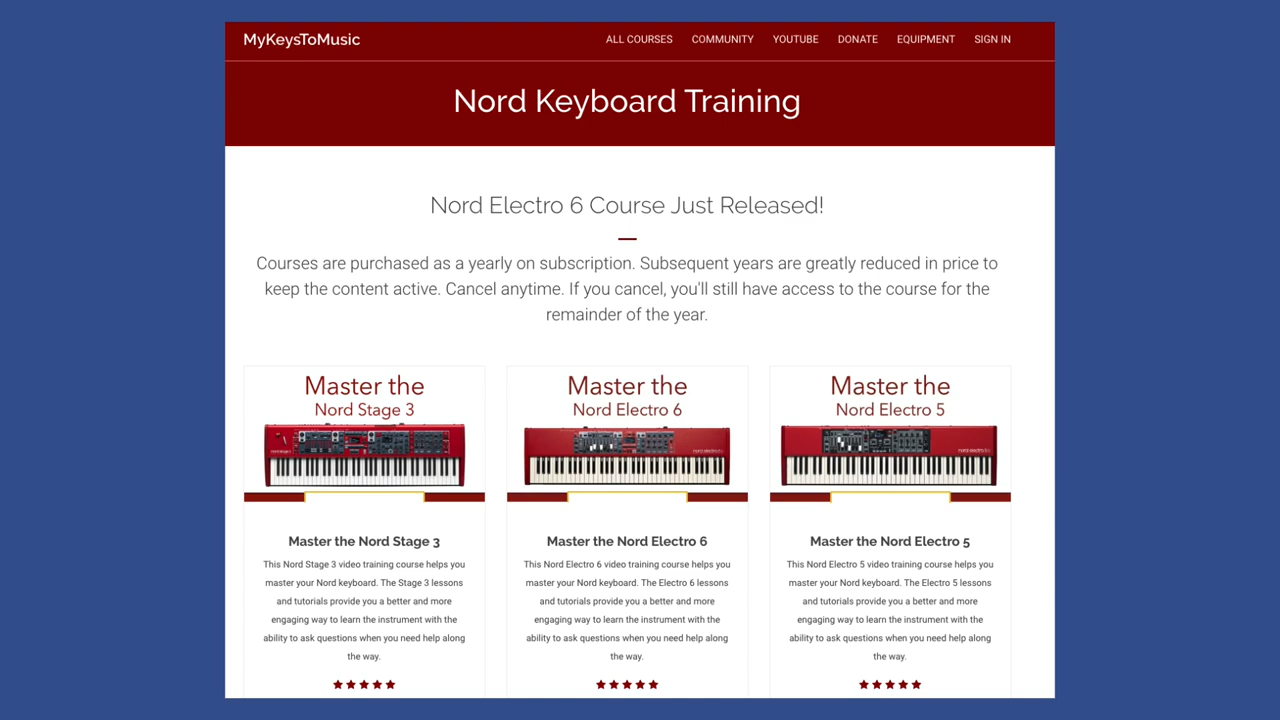 MyKeysToMusic
ALL COURSES COMMUNITY YOUTUBE DONATE EQUIPMENT SIGN IN
Nord Keyboard Training
Nord Electro 6 Course Just Released!
Courses are purchased as a yearly on subscription. Subsequent years are greatly reduced in price to
keep the content active. Cancel anytime. If you cancel, you'll still have access to the course for the
remainder of the year.
Master the
Nord Stage 3
Master the Nord Stage 3
This Nord Stage 3 video training course helps you
master your Nord keyboard. The Stage 3 lessons
and tutorials provide you a better and more
engaging way to learn the instrument with the
ability to ask questions when you need help along
the way.
Master the
Nord Electro 6
Master the Nord Electro 6
This Nord Electro 6 video training course helps you
master your Nord keyboard. The Electro 6 lessons
and tutorials provide you a better and more
engaging way to learn the instrument with the
ability to ask questions when you need help along
the way.
Master the
Nord Electro 5
Master the Nord Electro 5
This Nord Electro 5 video training course helps you
master your Nord keyboard. The Electro 5 lessons
and tutorials provide you a better and more
engaging way to learn the instrument with the
ability to ask questions when you need help along
the way.